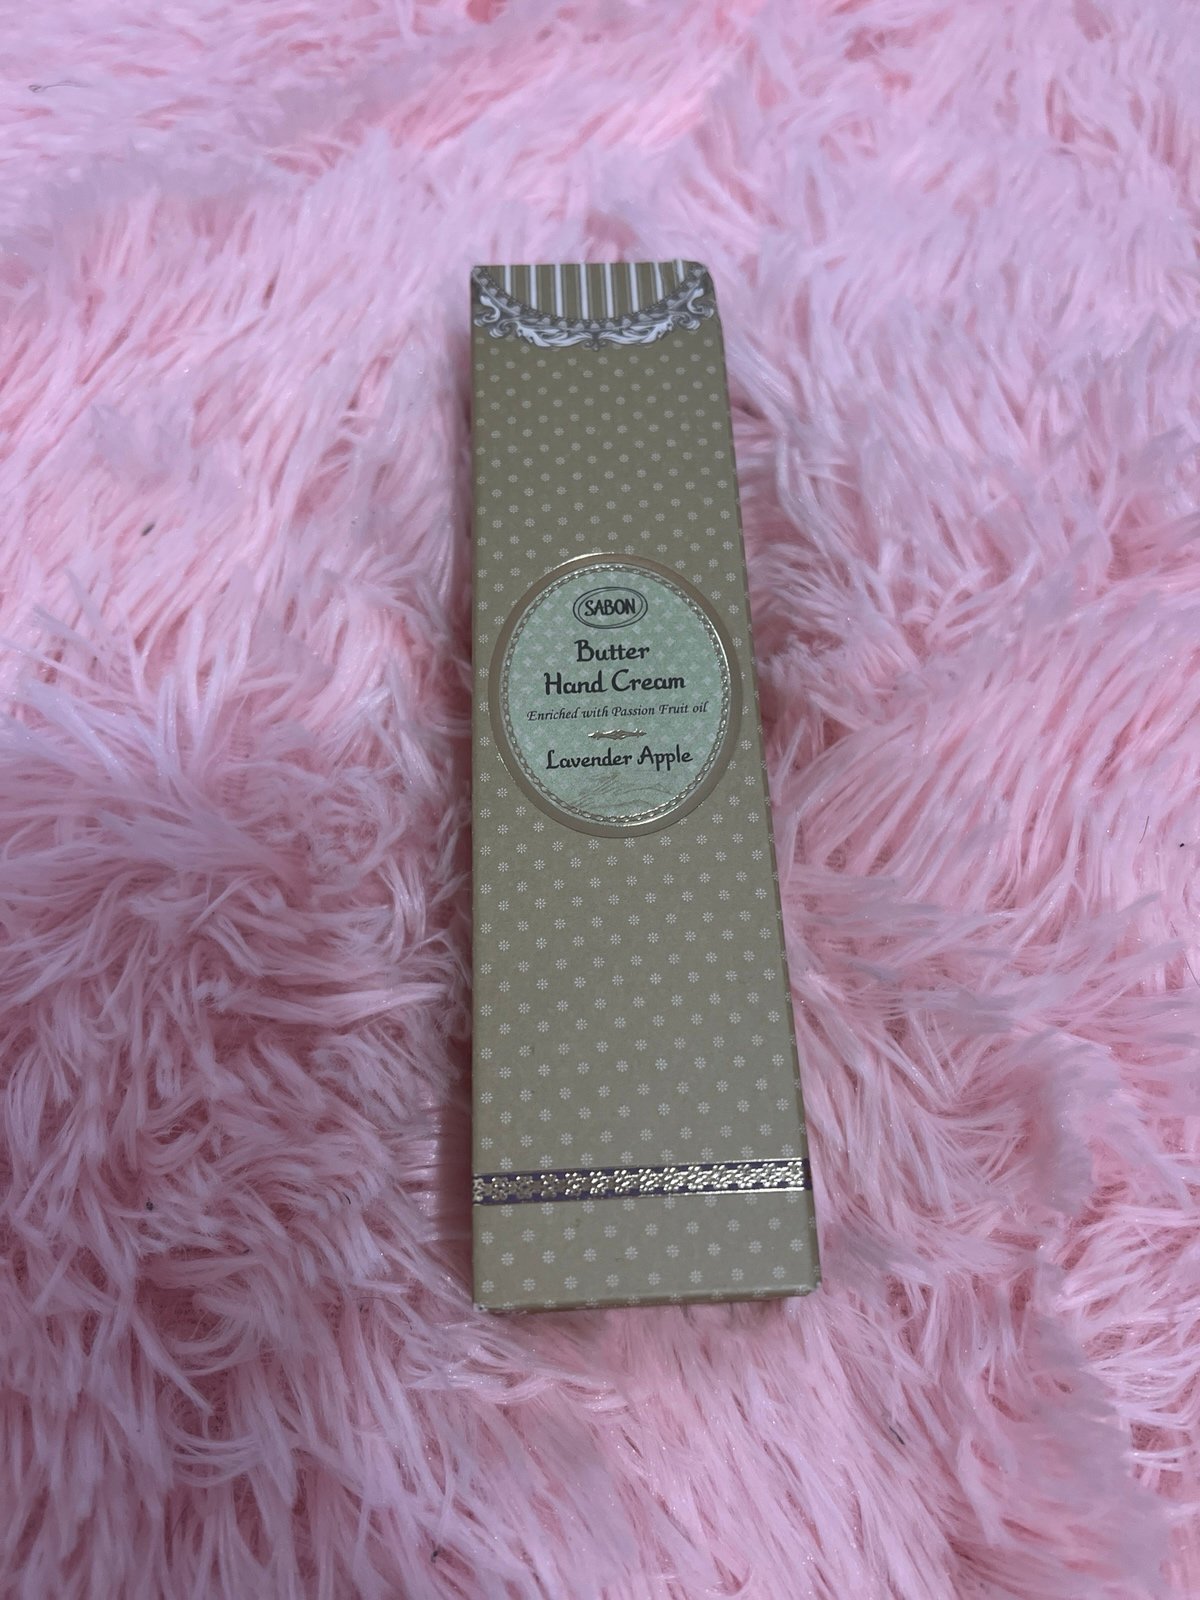 SABON
Butter
Hand Cream
Enriched with Passion Fruit oil
Lavender Apple